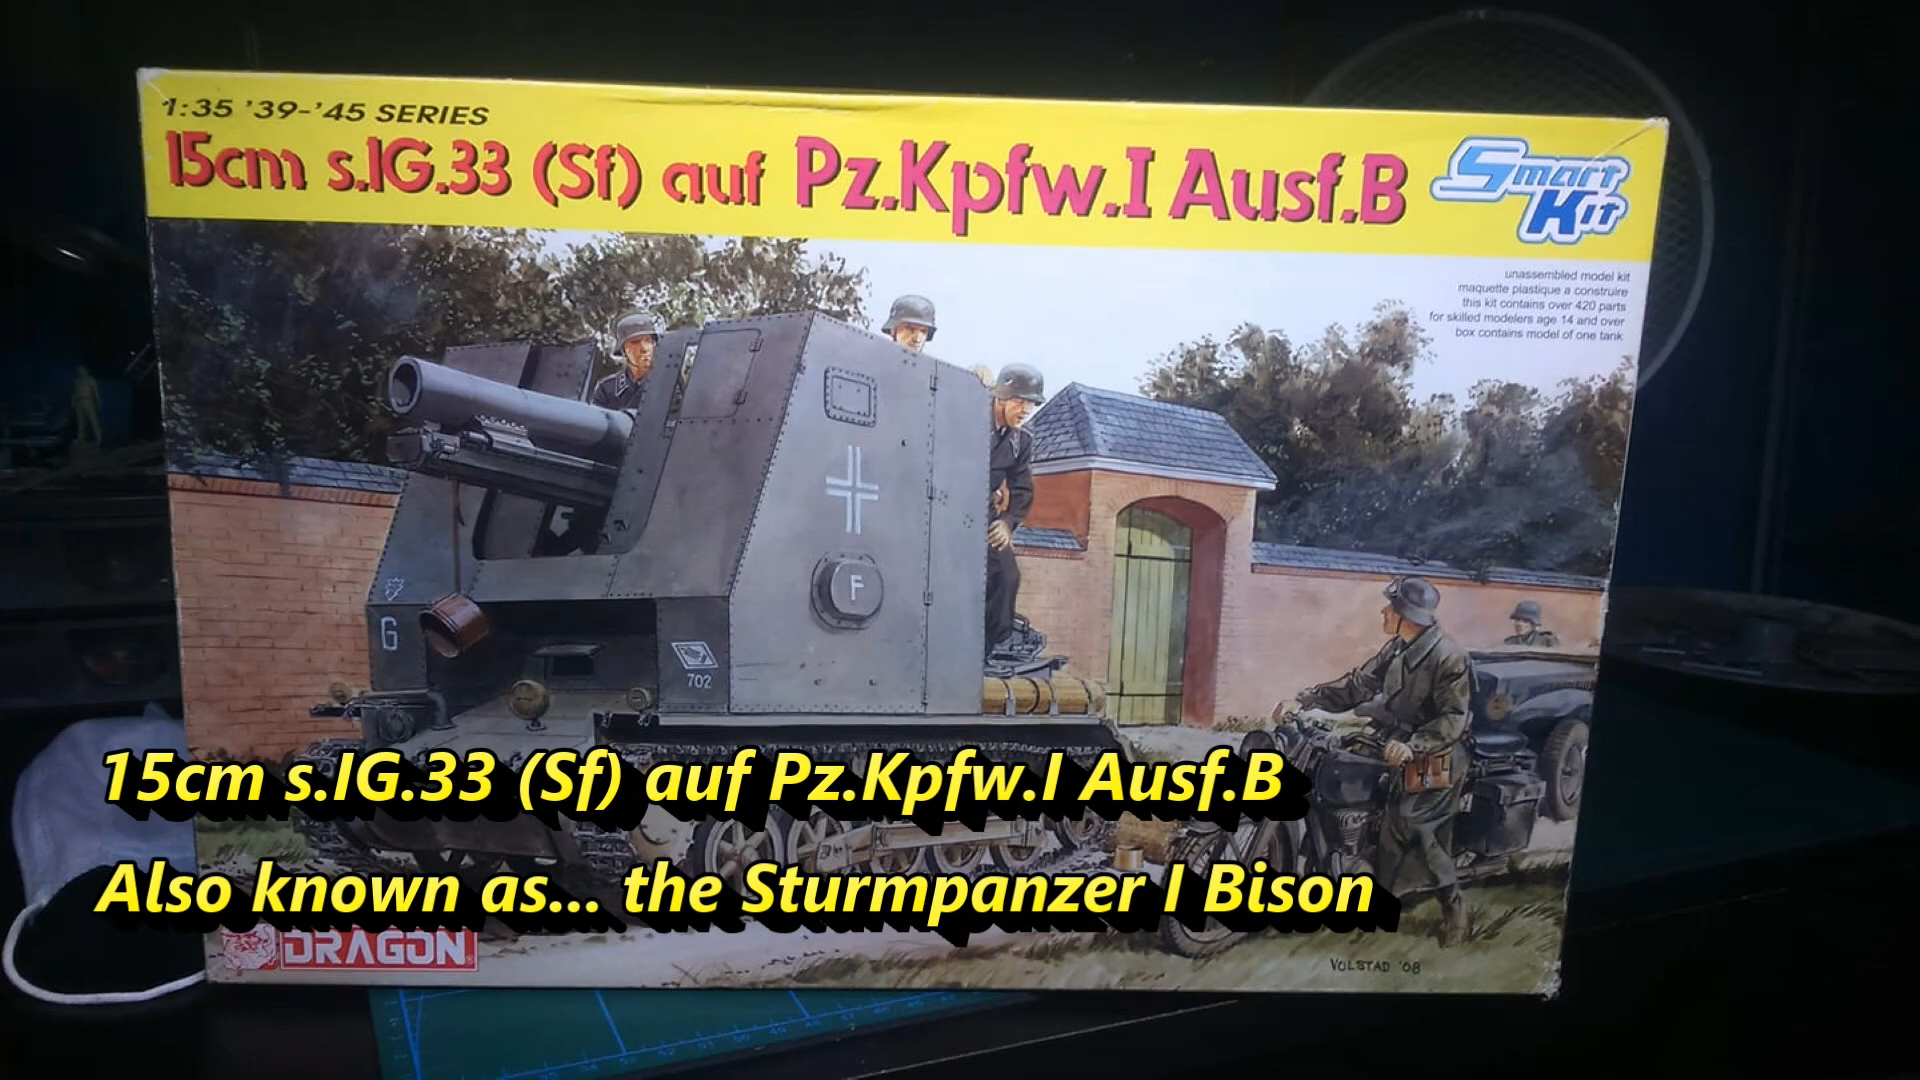 1:35 '39-'45 SERIES
15cm s.IG.33 (Sf) auf Pz.Kpfw.I Ausf.B
Smart Kit
unassembled model kit
maquette plastique a construire
this kit contains over 420 parts
for skilled modelers age 14 and over
box contains model of one tank
F
G
702
15cm s.IG.33 (Sf) auf Pz.Kpfw.I Ausf.B
Also known as... the Sturmpanzer I Bison
DRAGON
VOLSTAD '08